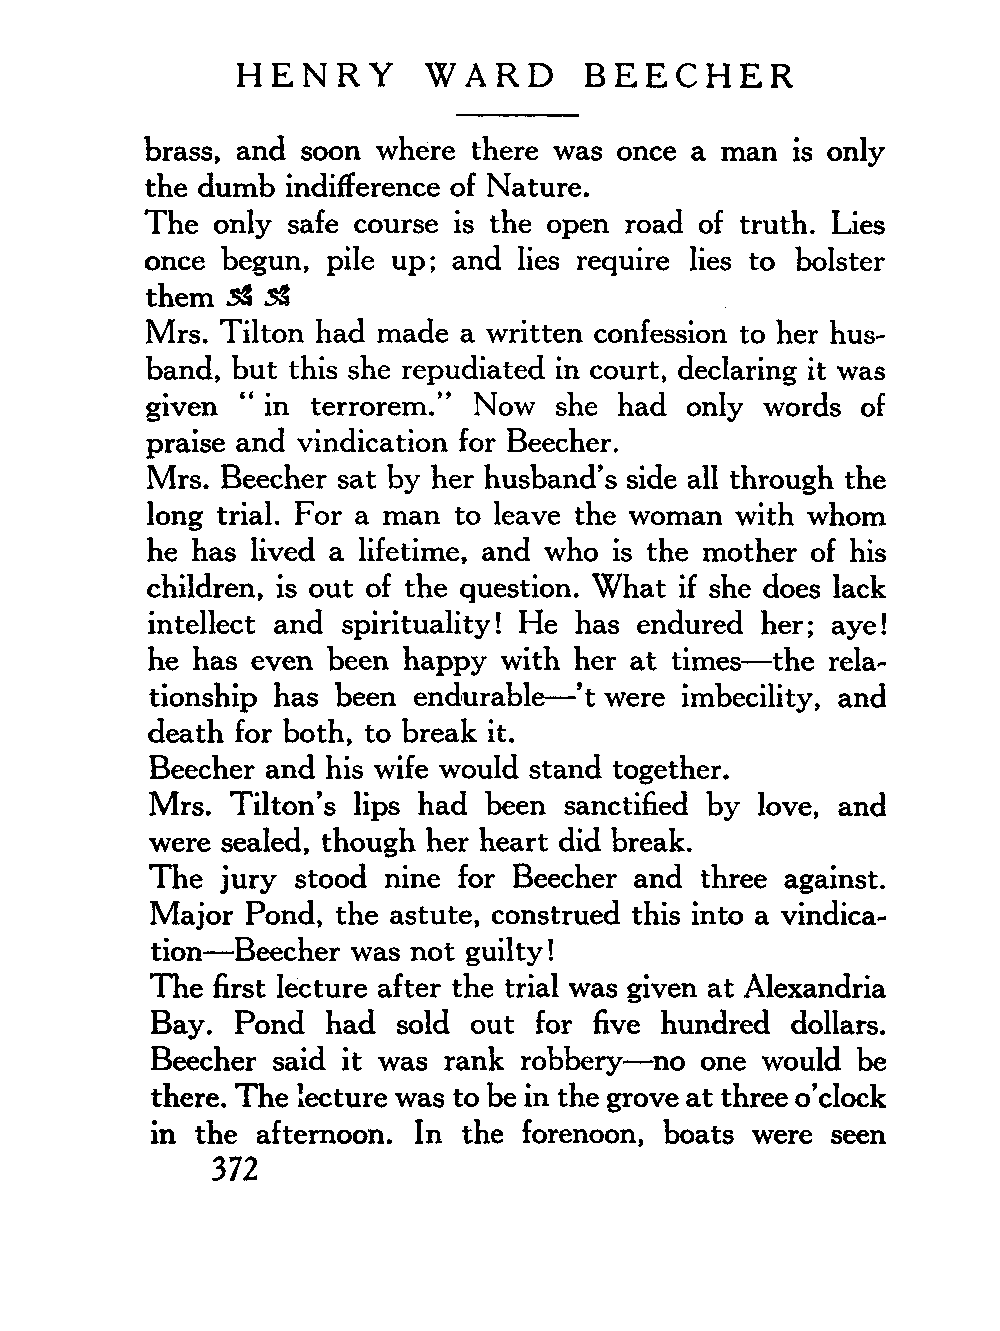 HENRY WARD BEECHER
brass, and soon where there was once a man is only
the dumb indifference of Nature.
The only safe course is the open road of truth. Lies
once begun, pile up; and lies require lies to bolster
them
Mrs. Tilton had made a written confession to her hus-
band, but this she repudiated in court, declaring it was
given “ in terrorem.” Now she had only words of
praise and vindication for Beecher.
Mrs. Beecher sat by her husband’s side all through the
long trial. For a man to leave the woman with whom
he has lived a lifetime, and who is the mother of his
children, is out of the question. What if she does lack
intellect and spirituality! He has endured her; aye!
he has even been happy with her at times—the rela-
tionship has been endurable—’t were imbecility, and
death for both, to break it.
Beecher and his wife would stand together.
Mrs. Tilton’s lips had been sanctified by love, and
were sealed, though her heart did break.
The jury stood nine for Beecher and three against.
Major Pond, the astute, construed this into a vindica-
tion—Beecher was not guilty!
The first lecture after the trial was given at Alexandria
Bay. Pond had sold out for five hundred dollars.
Beecher said it was rank robbery—no one would be
there. The lecture was to be in the grove at three o’clock
in the afternoon. In the forenoon, boats were seen
372